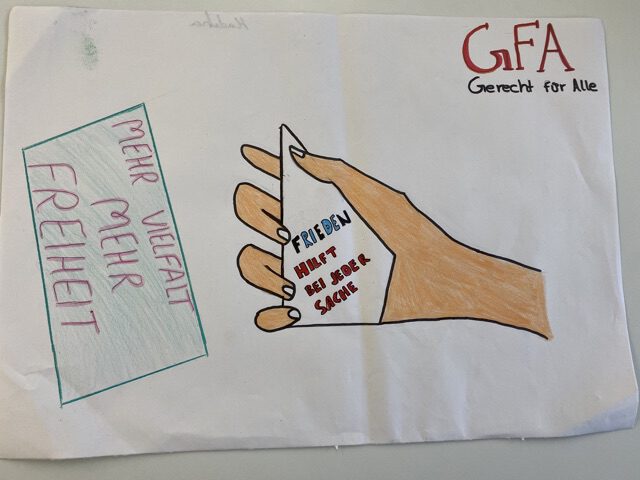 GFA
Gerecht für Alle
MEHR VIELFALT
MEHR
FREIHEIT
FRIEDEN
HILFT
BEI JEDER
SACHE